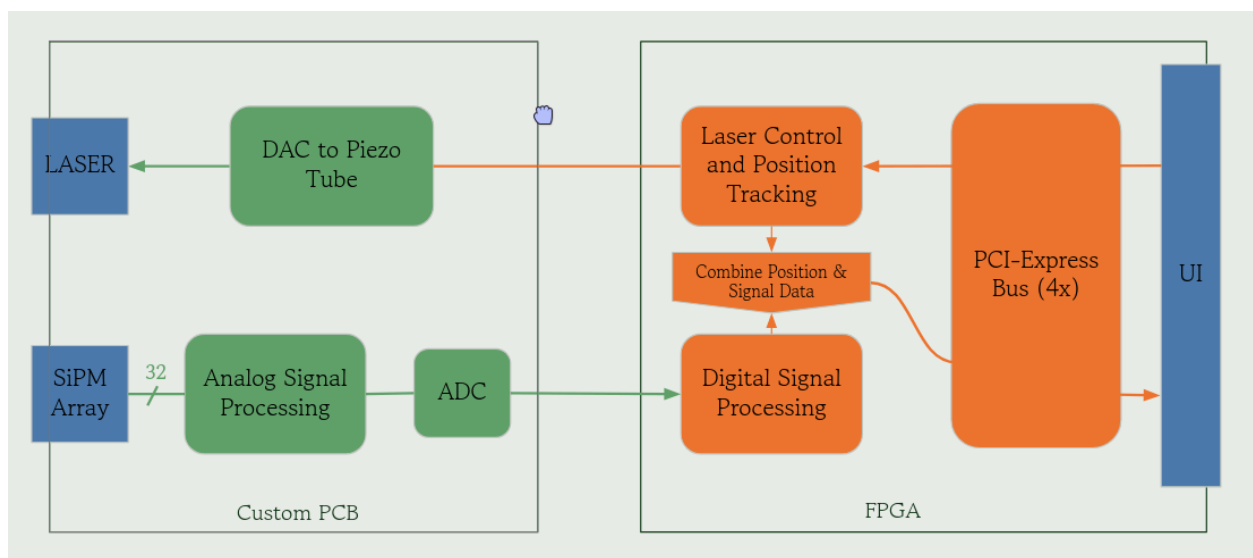 LASER
DAC to Piezo
Tube
Laser Control
and Position
Tracking
Combine Position &
Signal Data
PCI-Express
Bus (4x)
UI
SiPM
Array
32
Analog Signal
Processing
ADC
Digital Signal
Processing
Custom PCB
FPGA